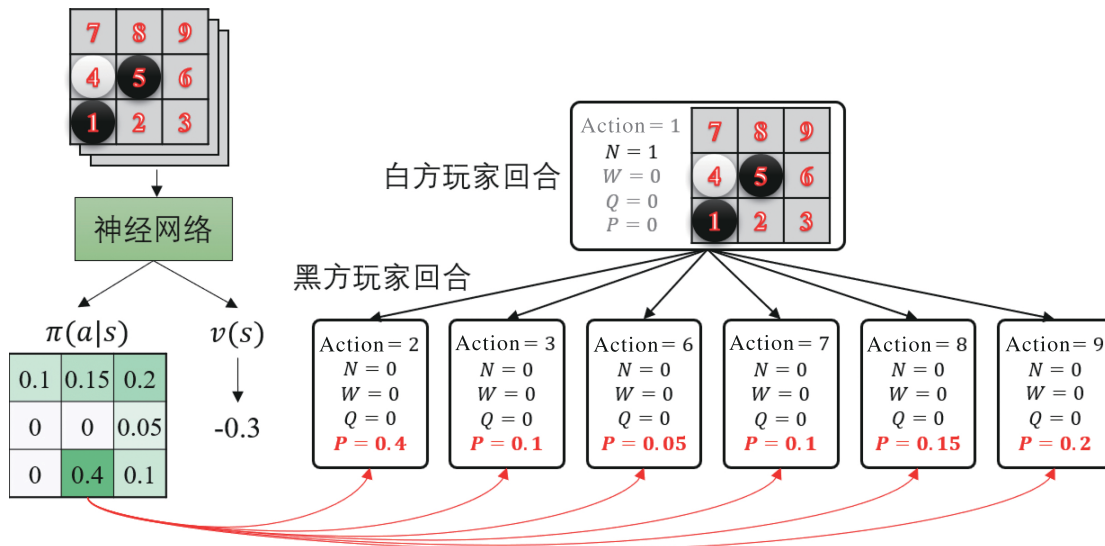 7 8 9
4 5 6
1 2 3
神经网络
π(a|s)
v(s)
0.1 0.15 0.2
0 0 0.05
0 0.4 0.1
-0.3
白方玩家回合
Action = 1
N = 1
W = 0
Q = 0
P = 0
7 8 9
4 5 6
1 2 3
黑方玩家回合
Action = 2
N = 0
W = 0
Q = 0
P = 0.4
Action = 3
N = 0
W = 0
Q = 0
P = 0.1
Action = 6
N = 0
W = 0
Q = 0
P = 0.05
Action = 7
N = 0
W = 0
Q = 0
P = 0.1
Action = 8
N = 0
W = 0
Q = 0
P = 0.15
Action = 9
N = 0
W = 0
Q = 0
P = 0.2